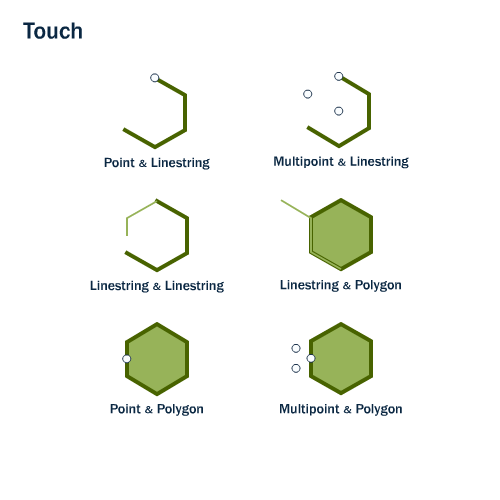 Touch
Point & Linestring
Multipoint & Linestring
Linestring & Linestring
Linestring & Polygon
Point & Polygon
Multipoint & Polygon